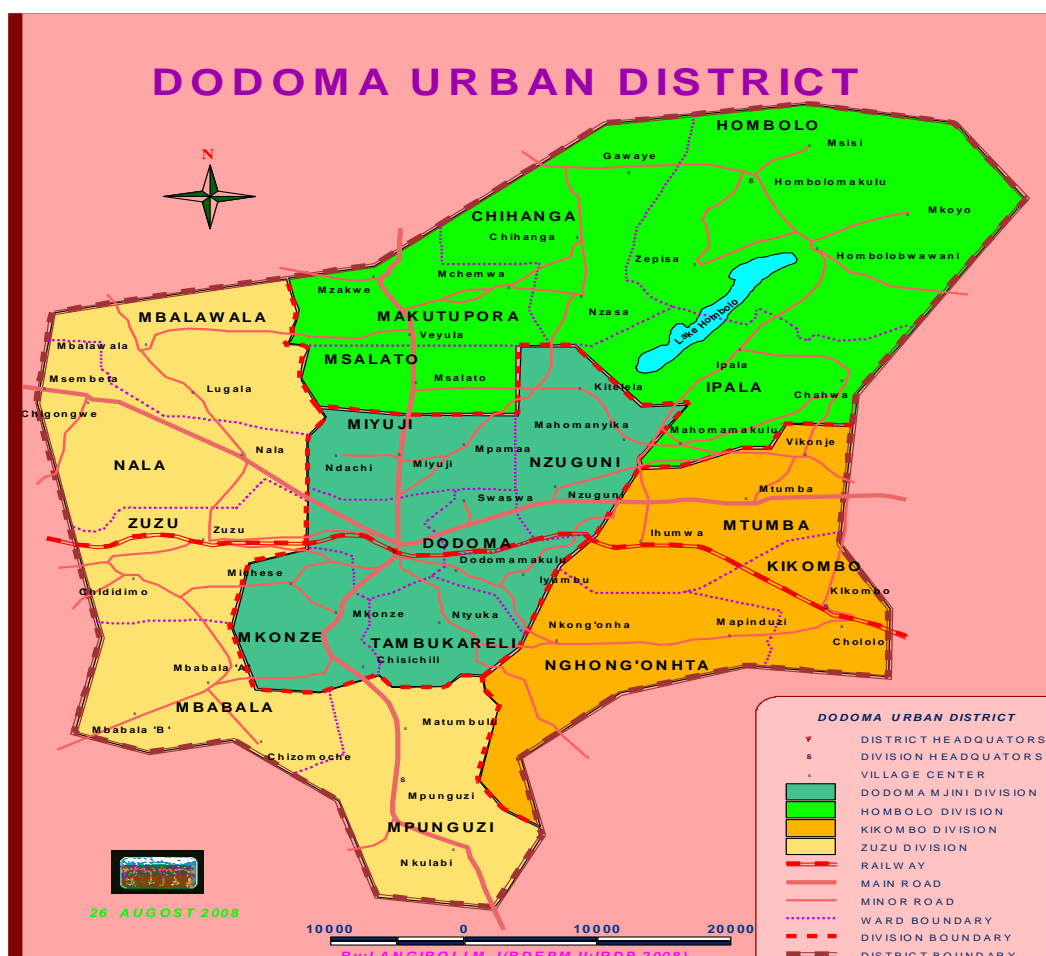 DODOMA URBAN DISTRICT
N
HOMBOLO
Msisi
Gawaye
Hombolomakulu
CHIHANGA
Mkoyo
Chihanga
Zepisa
Hombolobwawani
Mchemwa
Mzakwe
Lake Hombolo
Nzasa
MBALAWALA
MAKUTUPORA
Veyula
Mbalawala
MSALATO
Ipala
Msembeta
Msalato
Kitelela
IPALA
Lugala
Chahwa
Chigongwe
MIYUJI
Mahomanyika
Mahomamakulu
Vikonje
Nala
Mpamaa
NALA
Ndachi
Miyuji
NZUGUNI
Swaswa
Nzuguni
Mtumba
ZUZU
Zuzu
MTUMBA
Ihumwa
DODOMA
Dodomamakulu
KIKOMBO
Michese
Iyumbu
Chididimo
KIkombo
Mkonze
Ntyuka
Nkong'onha
Mapinduzi
MKONZE
TAMBUKARELI
Chololo
Chisichili
NGHONG'ONHTA
Mbabala 'A'
MBABALA
Matumbulu
Mbabala 'B'
Chizomoche
Mpunguzi
MPUNGUZI
Nkulabi
DODOMA URBAN DISTRICT
DISTRICT HEADQUATORS
S DIVISION HEADQUATORS
VILLAGE CENTER
DODOMA MJINI DIVISION
HOMBOLO DIVISION
KIKOMBO DIVISION
ZUZU DIVISION
RAILWAY
MAIN ROAD
MINOR ROAD
WARD BOUNDARY
DIVISION BOUNDARY
DISTRICT BOUNDARY
26 AUGOST 2008
10000 0 10000 20000